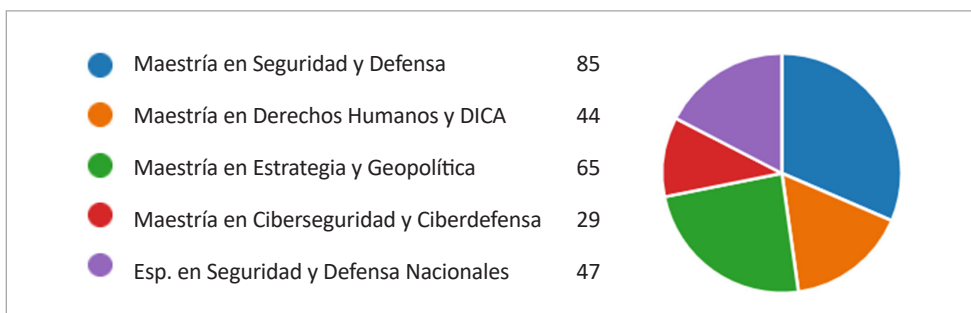 Maestría en Seguridad y Defensa 85
Maestría en Derechos Humanos y DICA 44
Maestría en Estrategia y Geopolítica 65
Maestría en Ciberseguridad y Ciberdefensa 29
Esp. en Seguridad y Defensa Nacionales 47